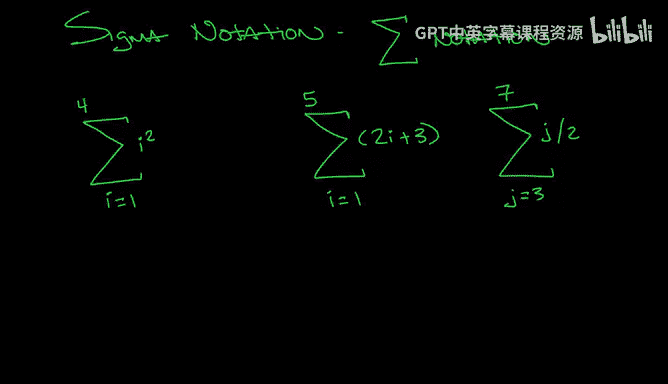 Sigma Notation - ∑ Notation
GPT中英字幕课程资源 bilibili
4 5 7
∑ i² ∑ (2i+3) ∑ j/2
i=1 i=1 j=3